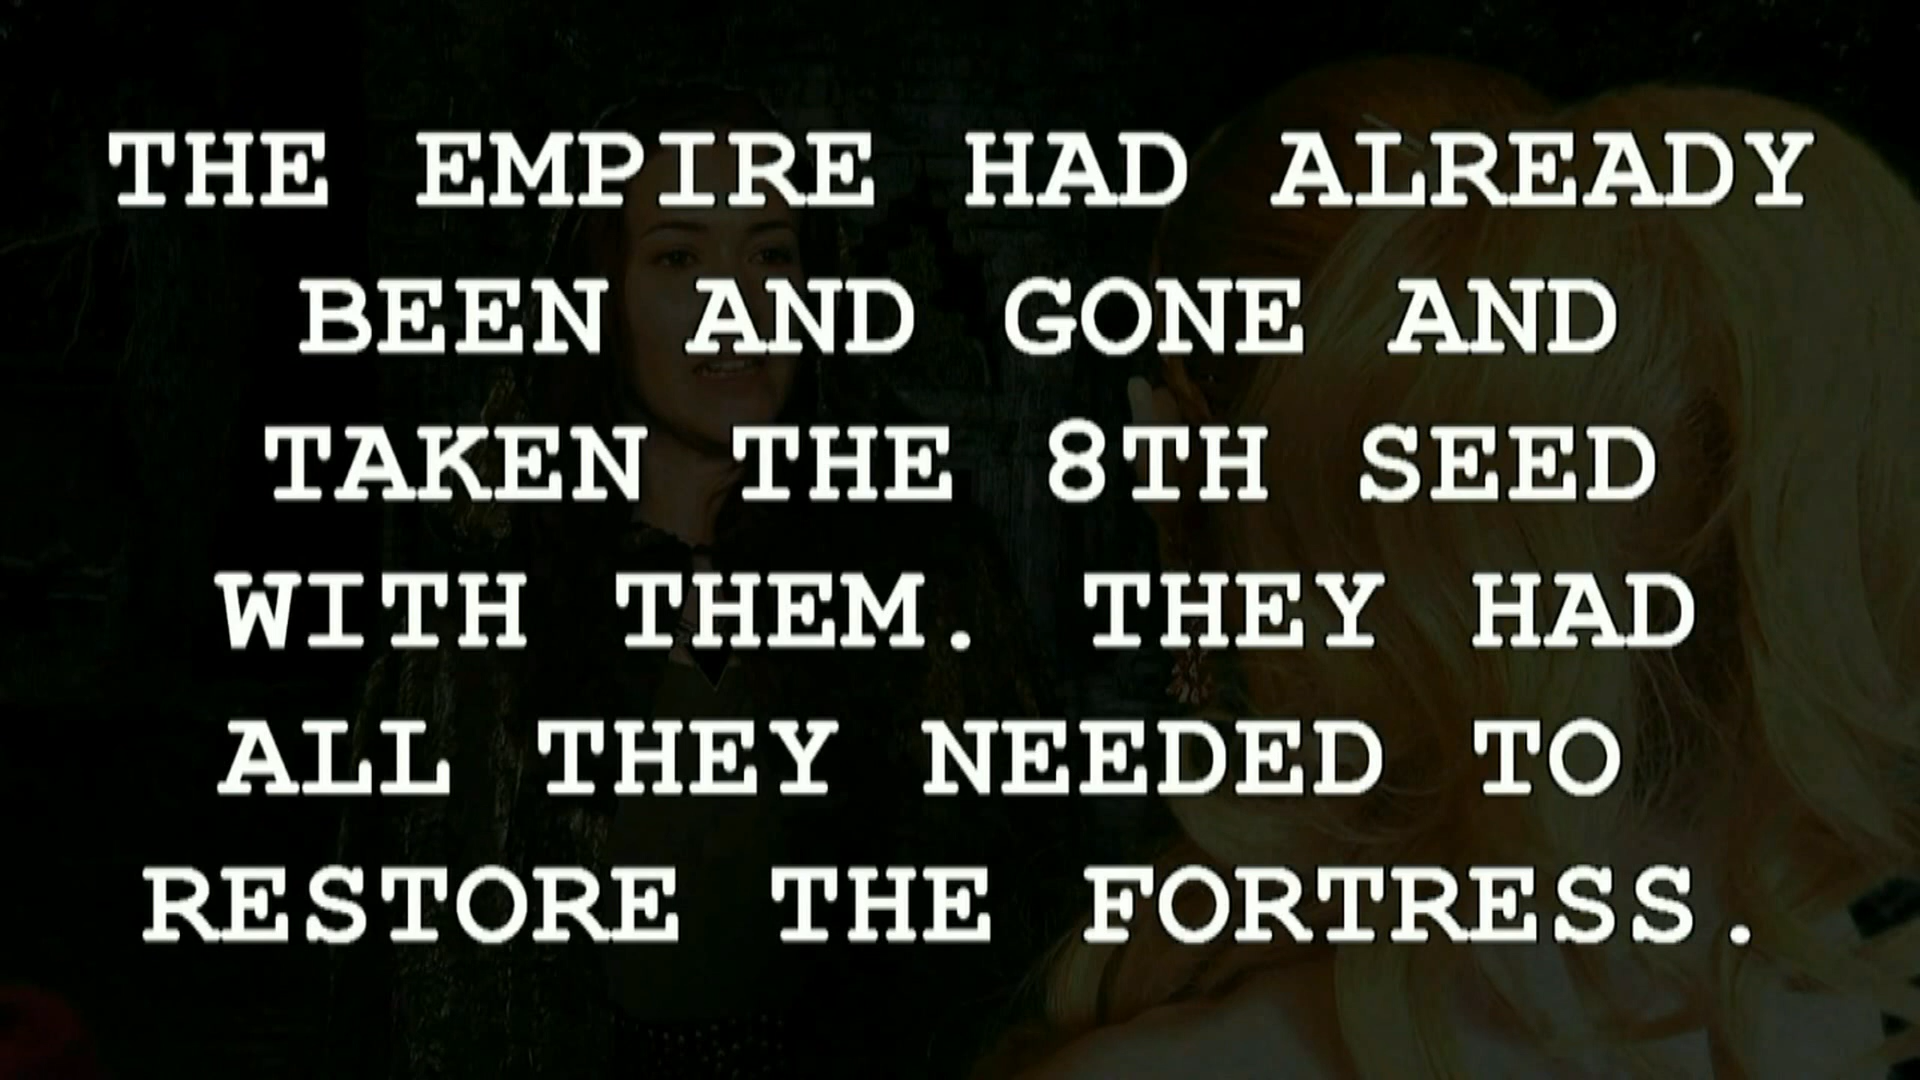 THE EMPIRE HAD ALREADY
BEEN AND GONE AND
TAKEN THE 8TH SEED
WITH THEM. THEY HAD
ALL THEY NEEDED TO
RESTORE THE FORTRESS.